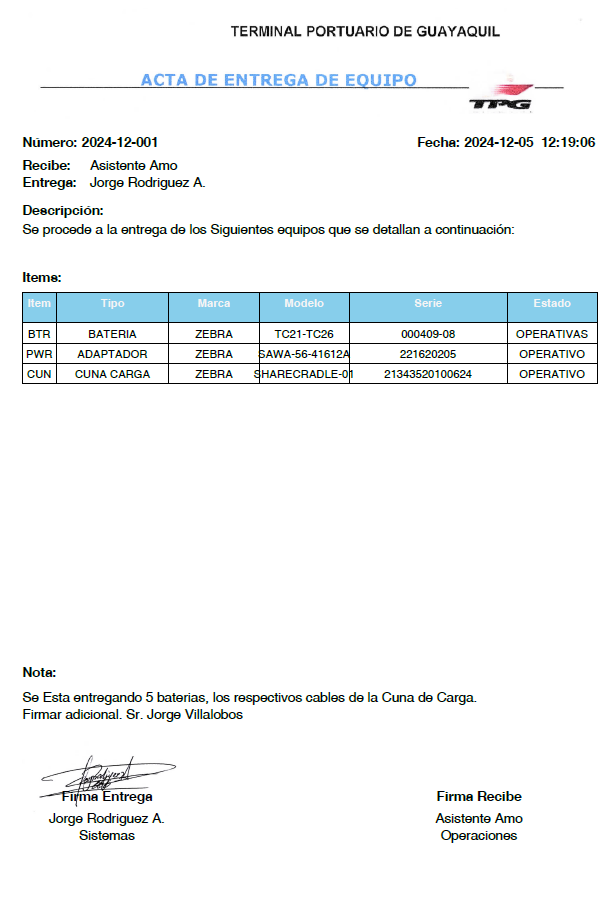 TERMINAL PORTUARIO DE GUAYAQUIL
ACTA DE ENTREGA DE EQUIPO
TPG
Número: 2024-12-001 Fecha: 2024-12-05 12:19:06
Recibe: Asistente Amo
Entrega: Jorge Rodriguez A.
Descripción:
Se procede a la entrega de los Siguientes equipos que se detallan a continuación:
Items:
Item Tipo Marca Modelo Serie Estado
BTR BATERIA ZEBRA TC21-TC26 000409-08 OPERATIVAS
PWR ADAPTADOR ZEBRA SAWA-56-41612A 221620205 OPERATIVO
CUN CUNA CARGA ZEBRA SHARECRADLE-01 21343520100624 OPERATIVO
Nota:
Se Esta entregando 5 baterias, los respectivos cables de la Cuna de Carga.
Firmar adicional. Sr. Jorge Villalobos
Firma Entrega Firma Recibe
Jorge Rodriguez A. Asistente Amo
Sistemas Operaciones